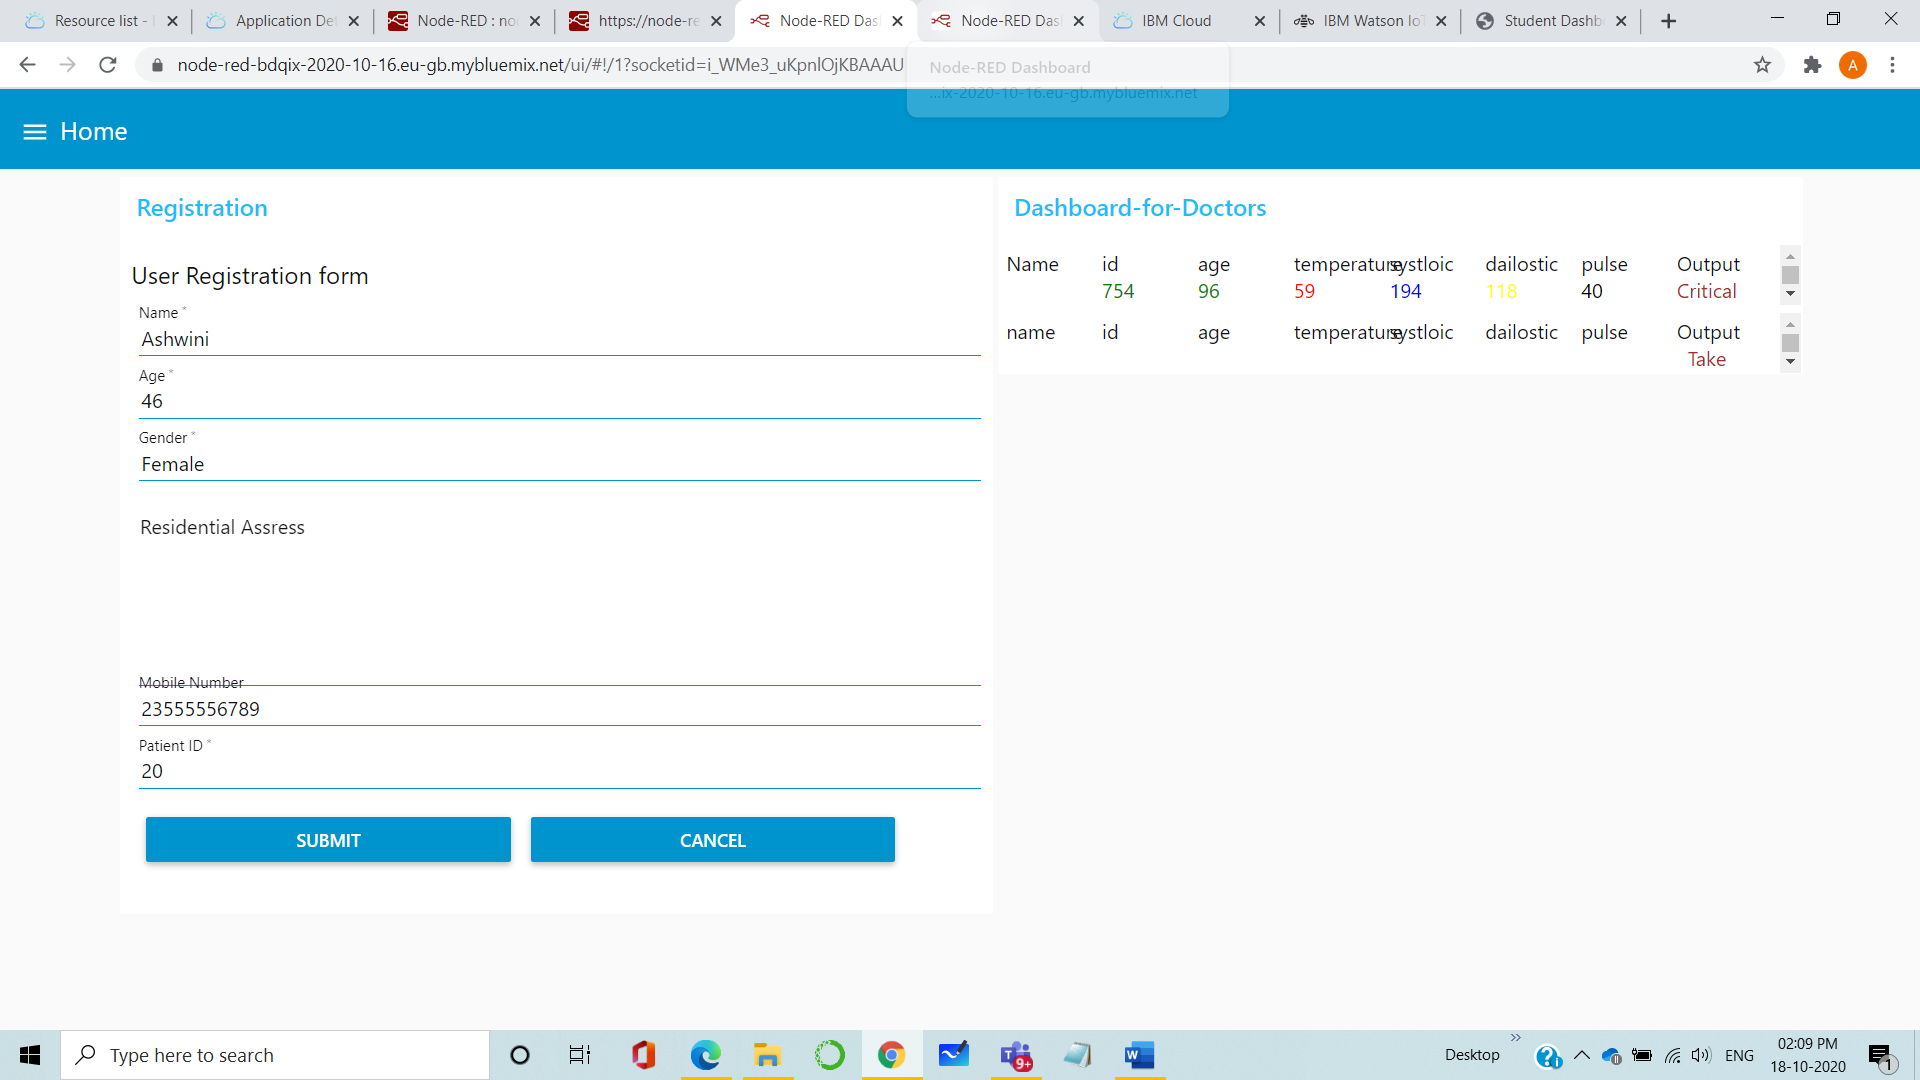 Resource list -
Application Det
Node-RED : no
https://node-re
Node-RED Das
Node-RED Das
IBM Cloud
IBM Watson IoT
Student Dashb
node-red-bdqix-2020-10-16.eu-gb.mybluemix.net/ui/#!/1?socketid=i_WMe3_uKpnlOjKBAAAU
A
Node-RED Dashboard
...ix-2020-10-16.eu-gb.mybluemix.net
Home
Registration
User Registration form
Name *
Ashwini
Age *
46
Gender *
Female
Residential Assress
Mobile Number
23555556789
Patient ID *
20
SUBMIT CANCEL
Dashboard-for-Doctors
Name id age temperature systloic dailostic pulse Output
754 96 59 194 118 40 Critical
name id age temperature systloic dailostic pulse Output
Take
Type here to search
9+
Desktop
ENG
02:09 PM
18-10-2020
1